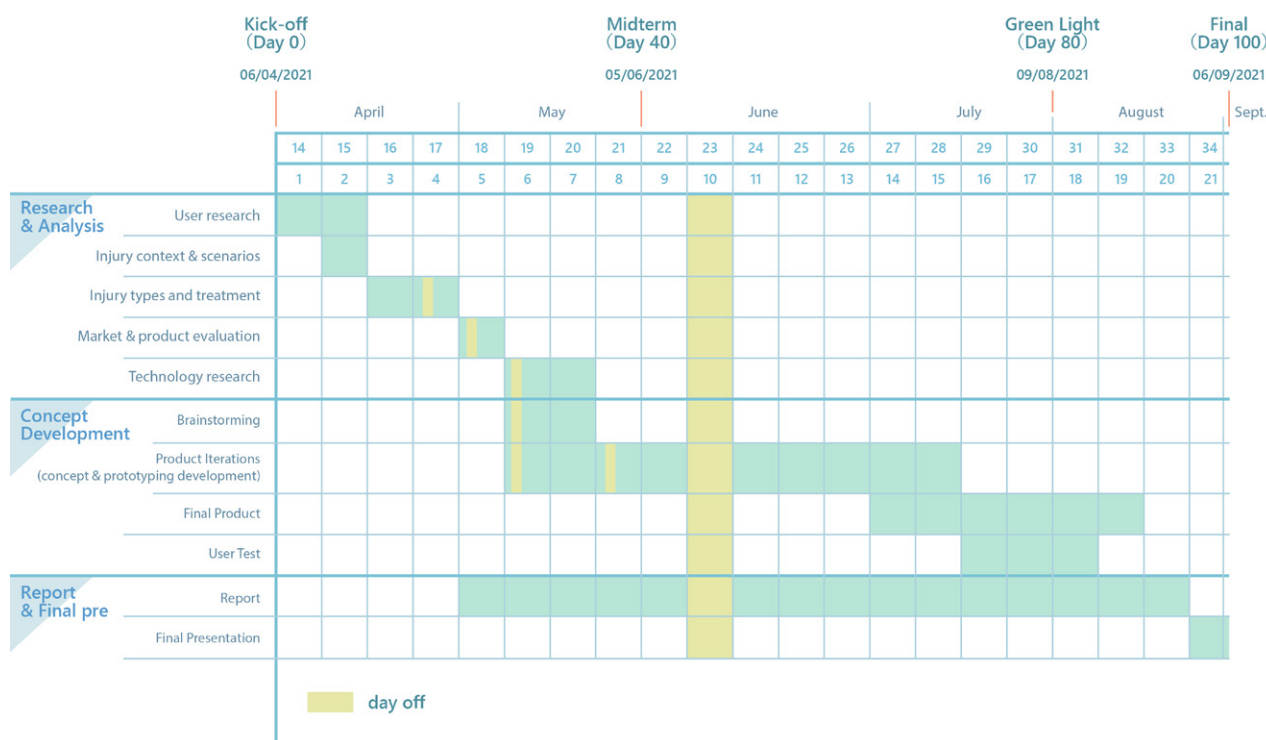 Kick-off
(Day 0)
06/04/2021
Midterm
(Day 40)
05/06/2021
Green Light
(Day 80)
09/08/2021
Final
(Day 100)
06/09/2021
April May June July August Sept.
14 15 16 17 18 19 20 21 22 23 24 25 26 27 28 29 30 31 32 33 34
1 2 3 4 5 6 7 8 9 10 11 12 13 14 15 16 17 18 19 20 21
Research
& Analysis
User research
Injury context & scenarios
Injury types and treatment
Market & product evaluation
Technology research
Concept
Development
Brainstorming
Product Iterations
(concept & prototyping development)
Final Product
User Test
Report
& Final pre
Report
Final Presentation
day off